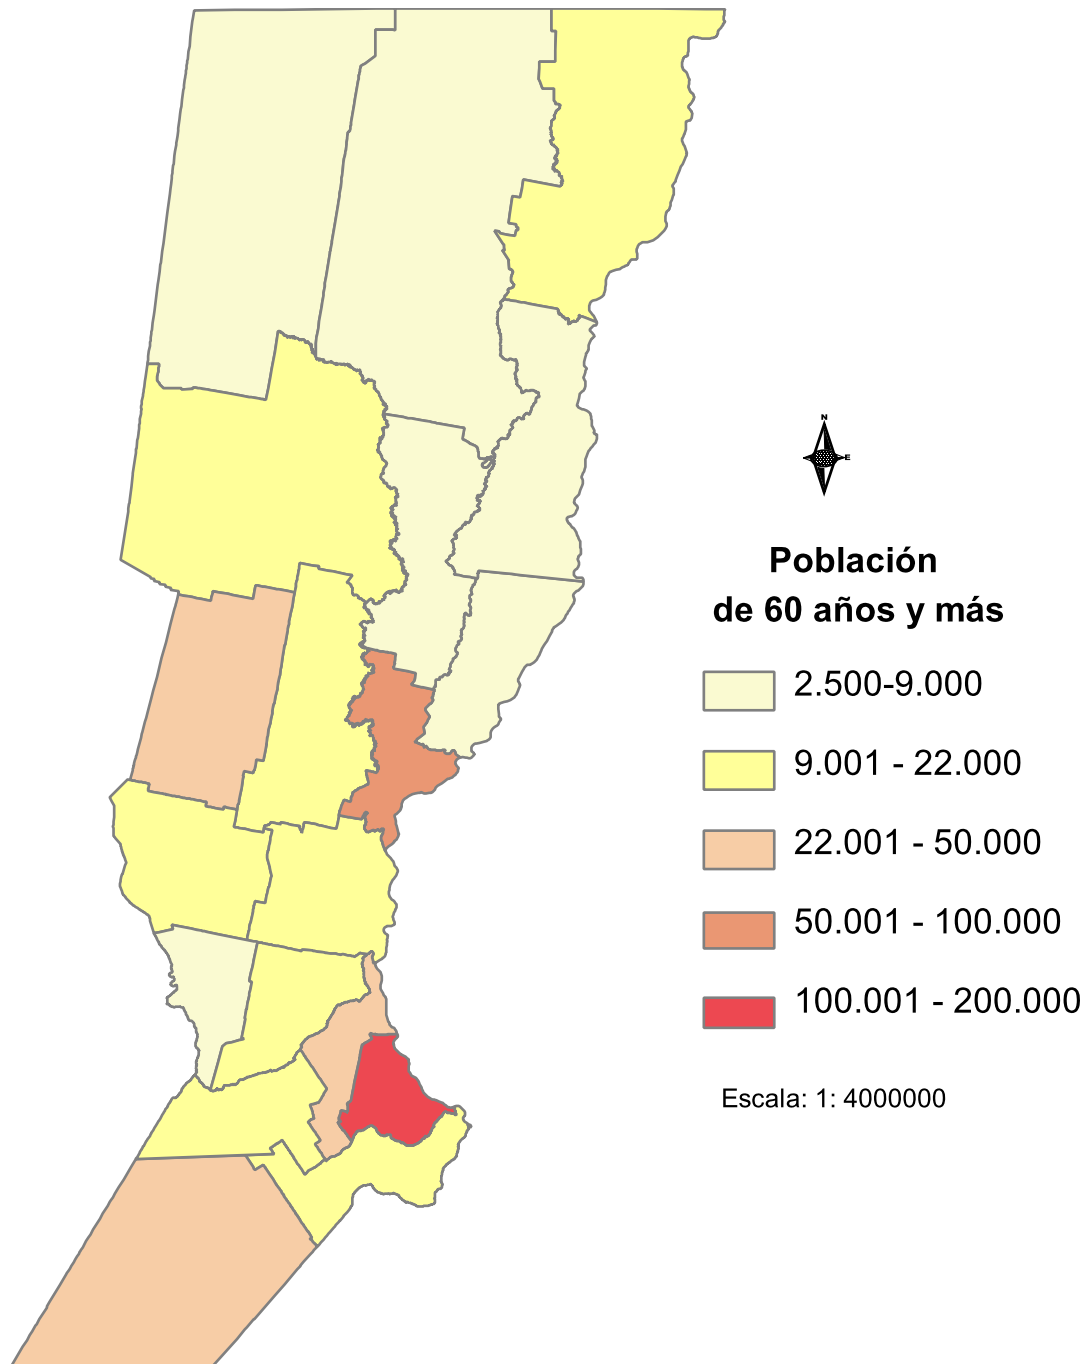 N
E
Población
de 60 años y más
2.500-9.000
9.001 - 22.000
22.001 - 50.000
50.001 - 100.000
100.001 - 200.000
Escala: 1: 4000000